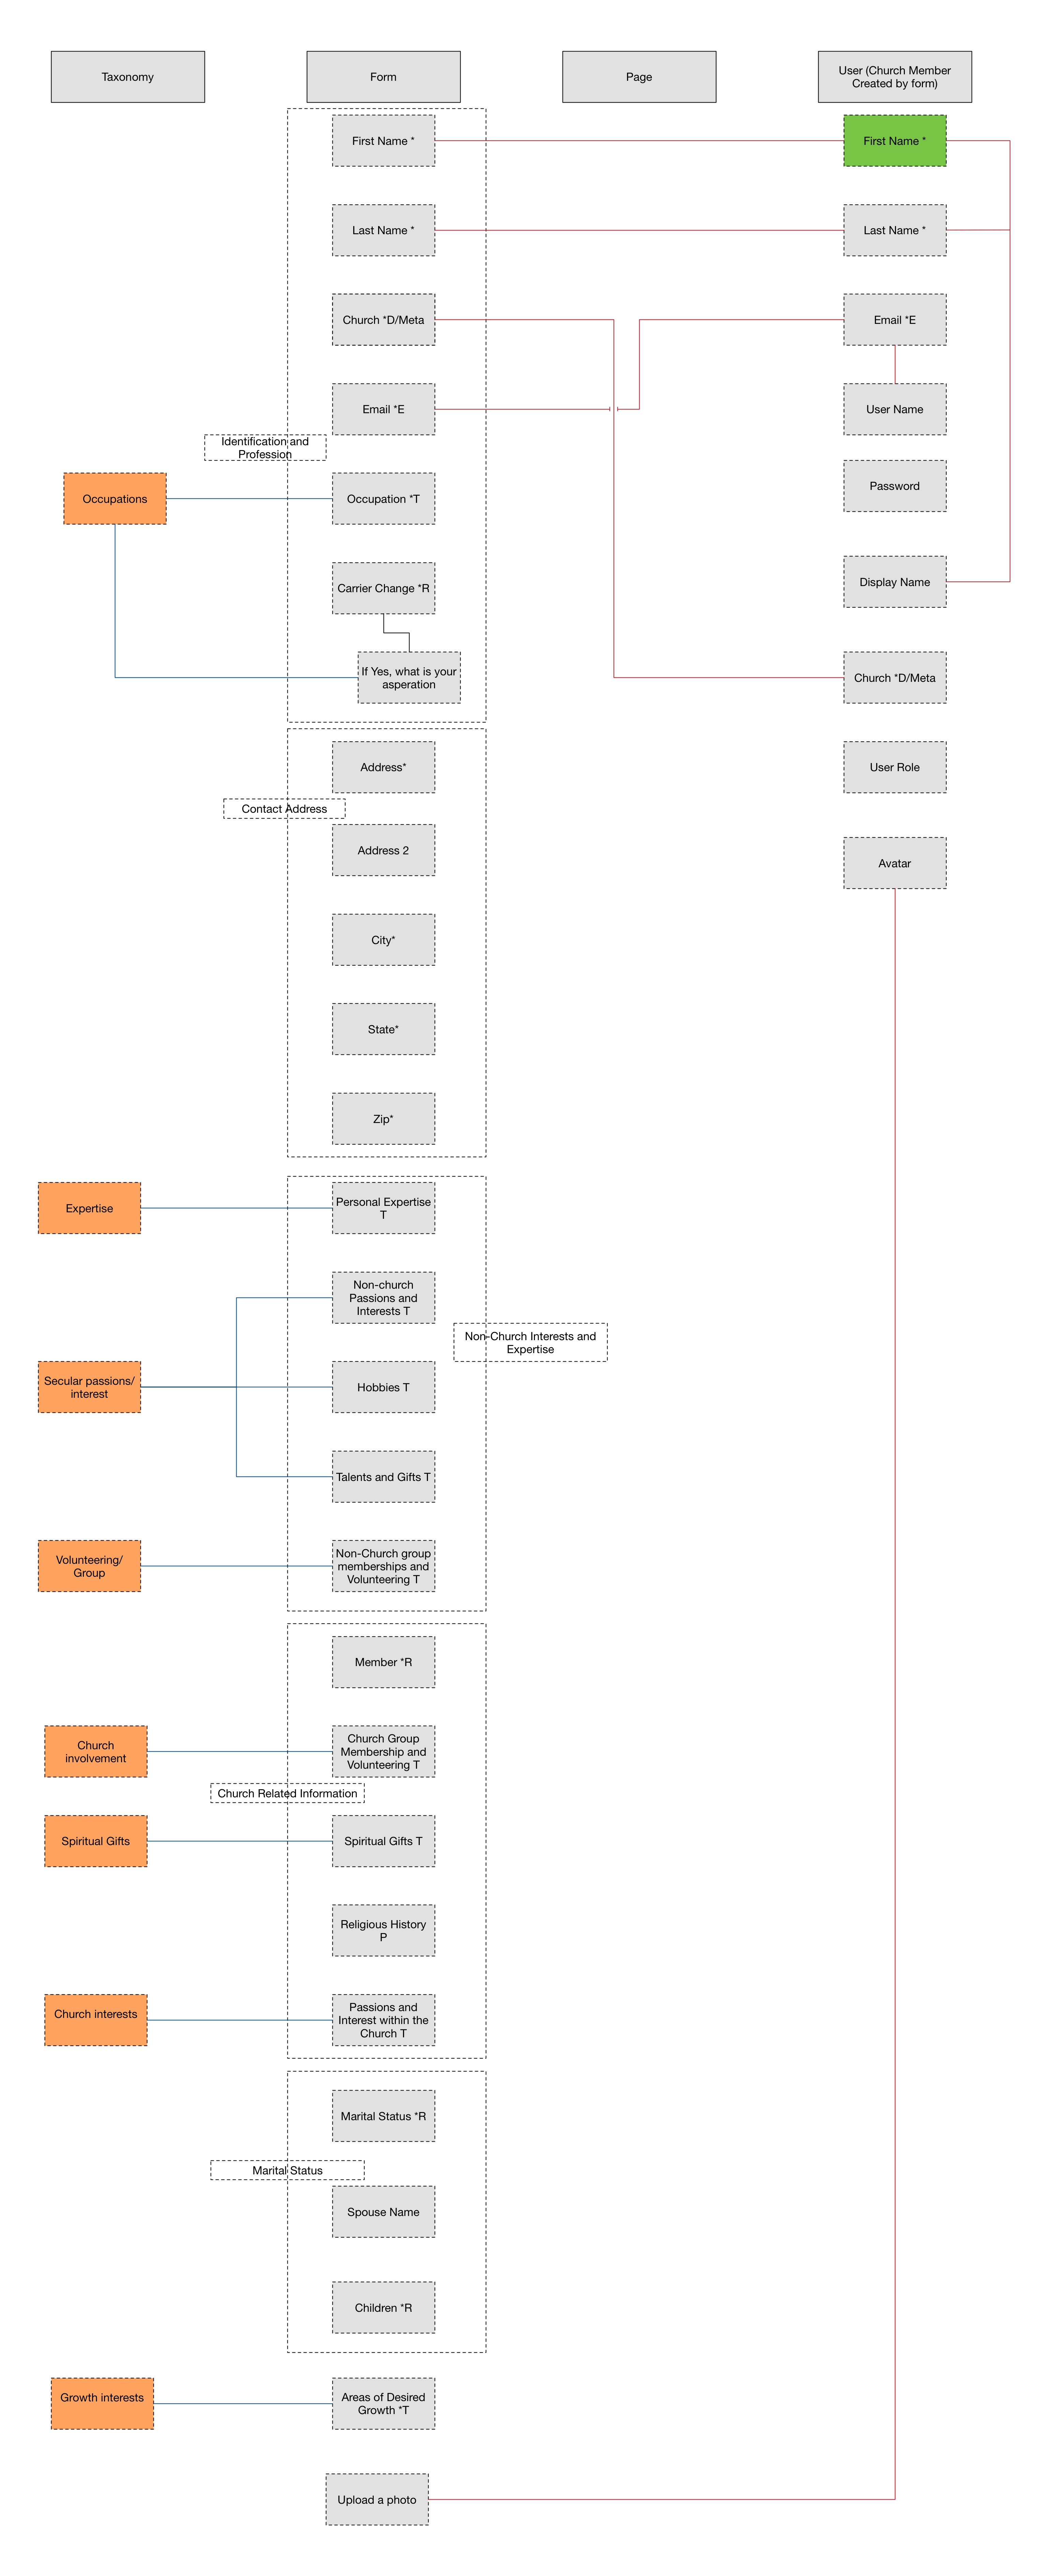 Taxonomy
Form
Page
User (Church Member
Created by form)
First Name *
First Name *
Last Name *
Last Name *
Church *D/Meta
Email *E
Email *E
User Name
Identification and
Profession
Password
Occupations
Occupation *T
Carrier Change *R
Display Name
If Yes, what is your
asperation
Church *D/Meta
Address*
User Role
Contact Address
Address 2
Avatar
City*
State*
Zip*
Expertise
Personal Expertise
T
Non-church
Passions and
Interests T
Non-Church Interests and
Expertise
Secular passions/
interest
Hobbies T
Talents and Gifts T
Volunteering/
Group
Non-Church group
memberships and
Volunteering T
Member *R
Church
involvement
Church Group
Membership and
Volunteering T
Church Related Information
Spiritual Gifts
Spiritual Gifts T
Religious History
P
Church interests
Passions and
Interest within the
Church T
Marital Status *R
Marital Status
Spouse Name
Children *R
Growth interests
Areas of Desired
Growth *T
Upload a photo